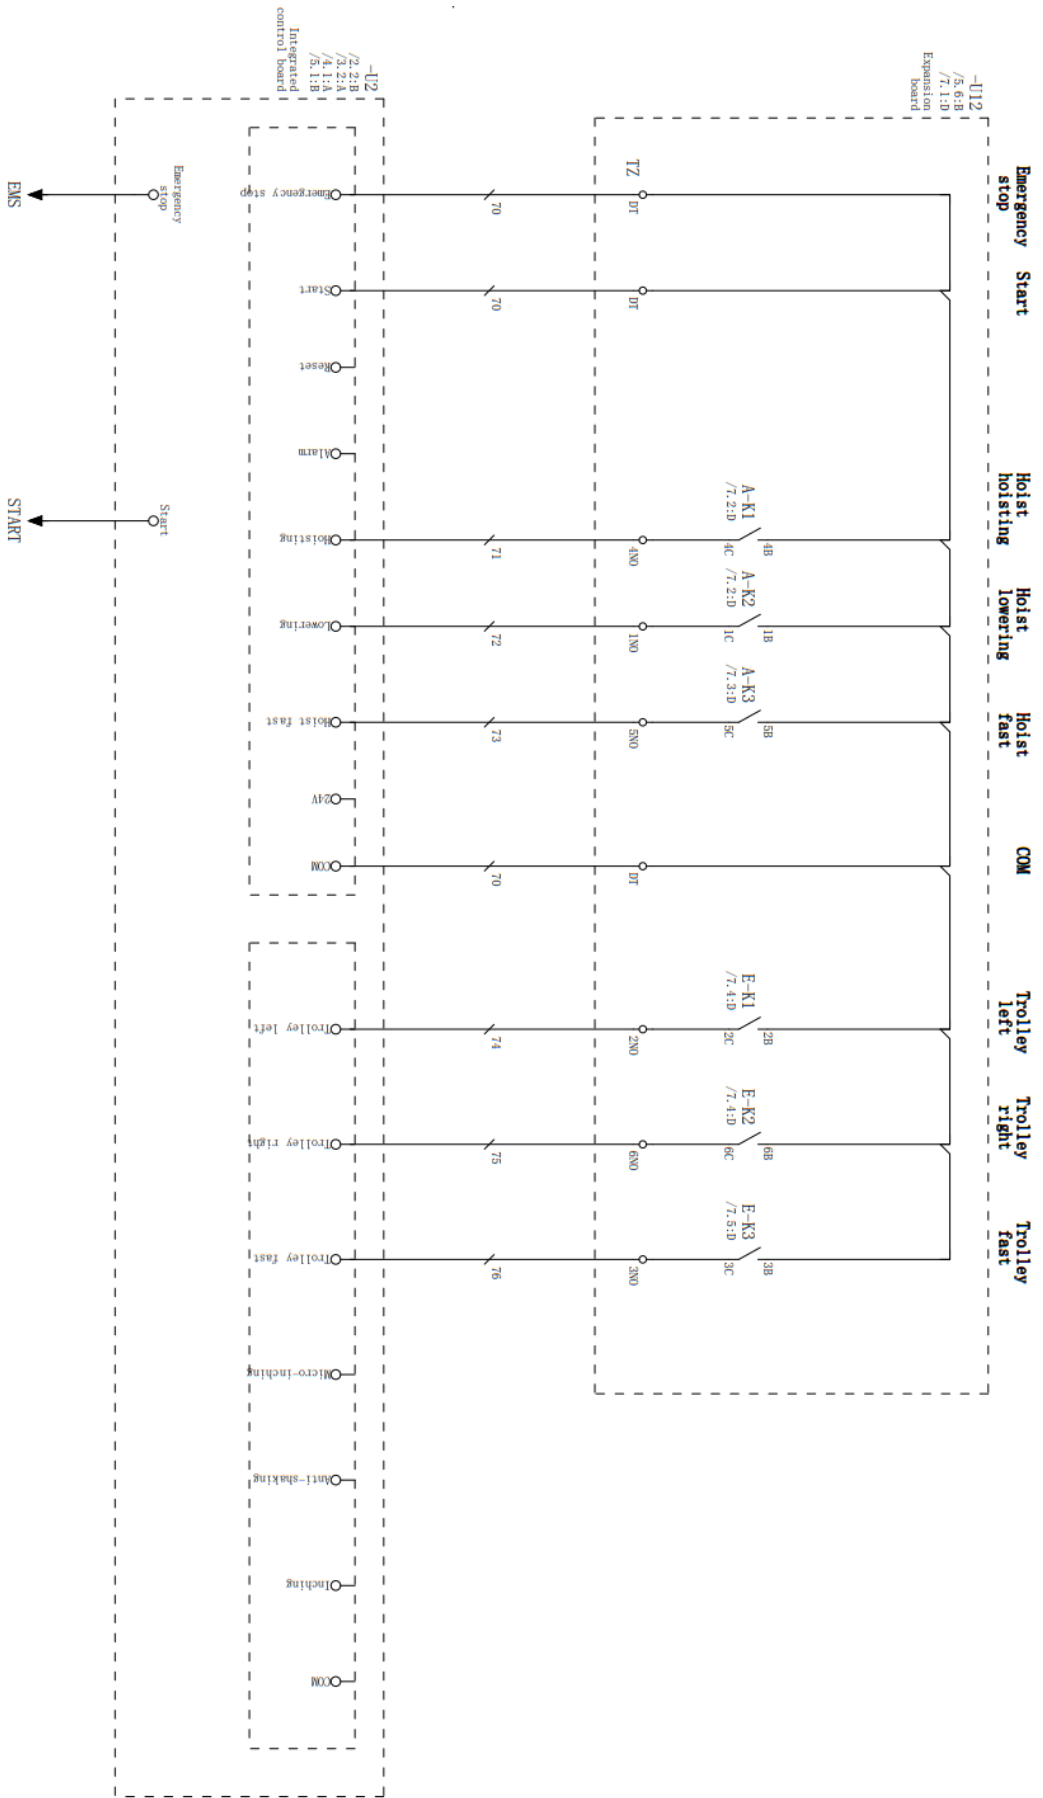 Emergency
stop
Start
Hoist
hoisting
Hoist
lowering
Hoist
fast
COM
Trolley
left
Trolley
right
Trolley
fast
-U12
/5.6:B
/7.1:D
Expansion
board
4B
1B
5B
2B
6B
3B
A-K1
/7.2:D
A-K2
/7.2:D
A-K3
/7.3:D
E-K1
/7.4:D
E-K2
/7.4:D
E-K3
/7.5:D
4C
1C
5C
2C
6C
3C
TZ
DT
DT
4NO
1NO
5NO
DT
2NO
6NO
3NO
70
70
71
72
73
70
74
75
76
-U2
/2.2:B
/3.2:A
/4.1:A
/5.1:B
Integrated
control board
Emergency stop
Start
Reset
Alarm
Hoisting
Lowering
Hoist fast
24V
COM
Trolley left
Trolley right
Trolley fast
Micro-inching
Anti-shaking
Inching
COM
Emergency
stop
Start
EMS
START